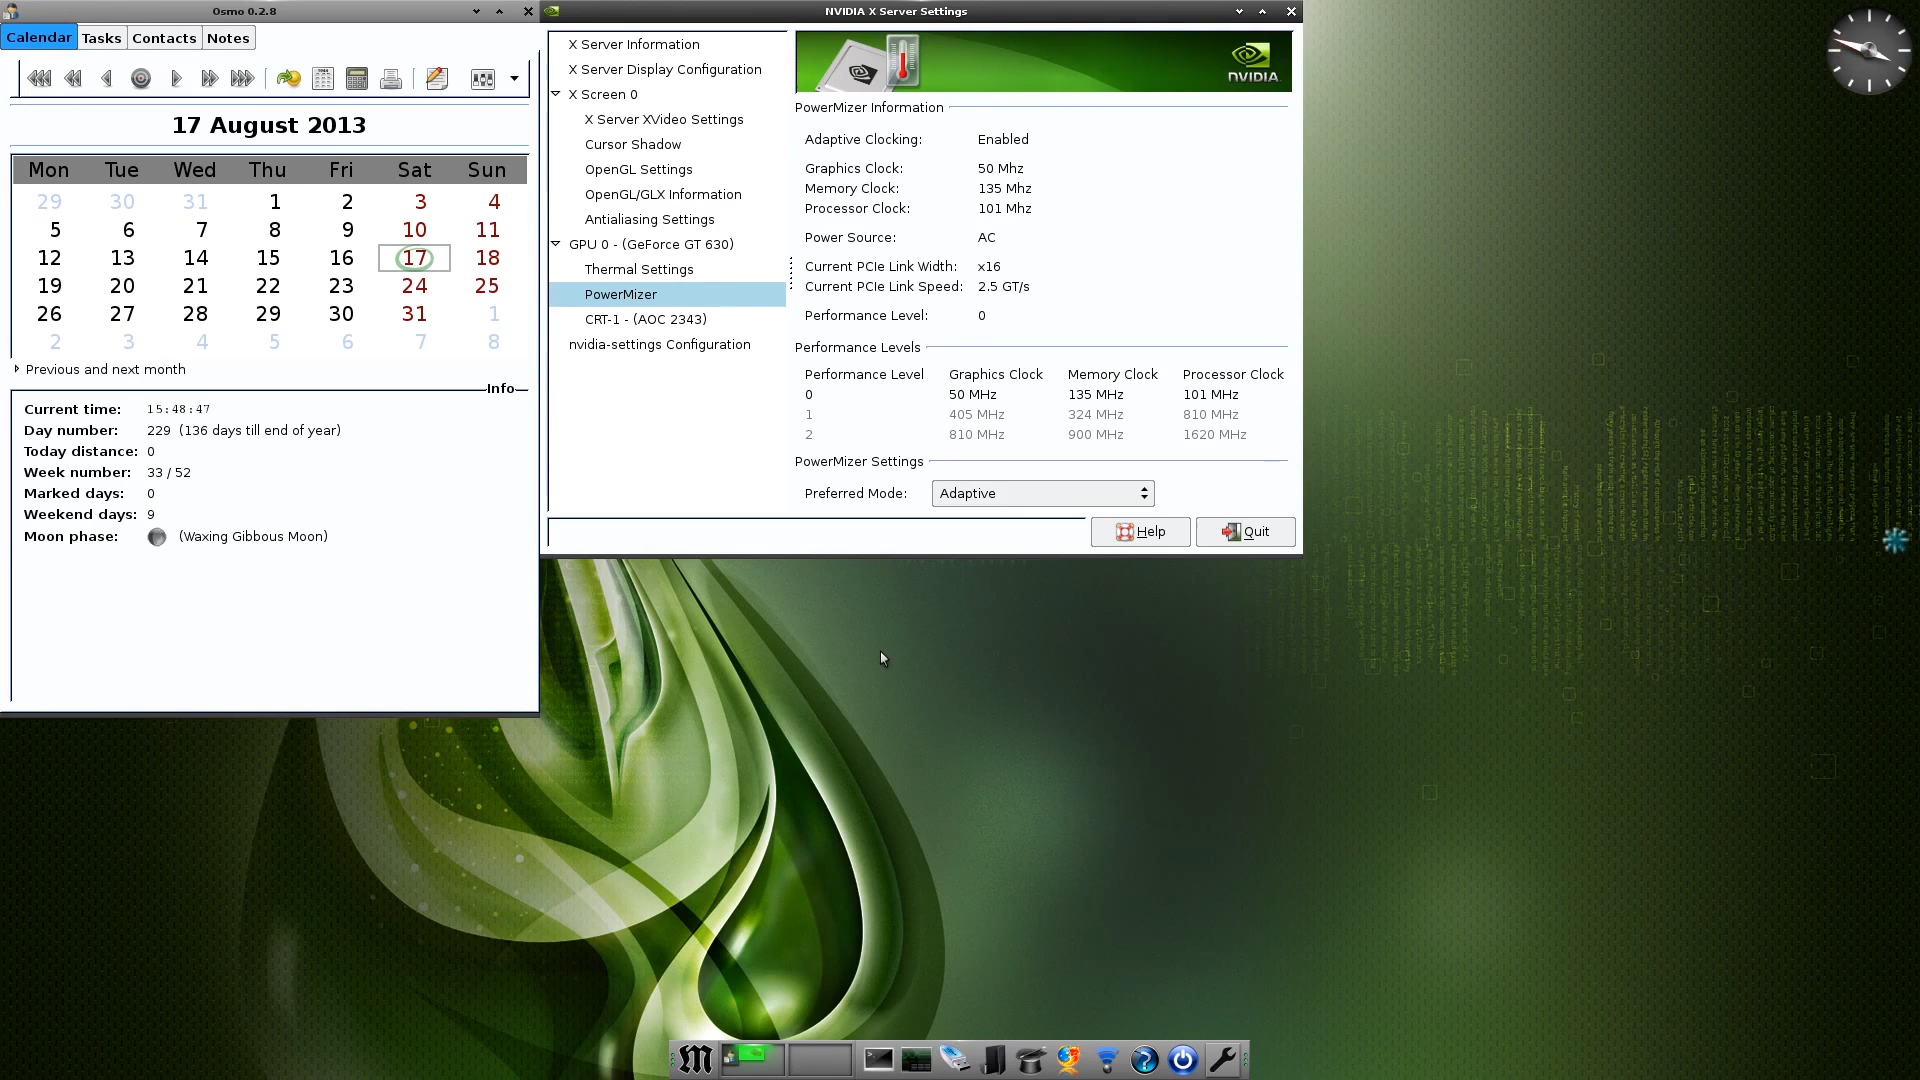 Osmo 0.2.8
Calendar Tasks Contacts Notes
17 August 2013
Mon Tue Wed Thu Fri Sat Sun
29 30 31 1 2 3 4
5 6 7 8 9 10 11
12 13 14 15 16 17 18
19 20 21 22 23 24 25
26 27 28 29 30 31 1
2 3 4 5 6 7 8
Previous and next month
Info
Current time: 15:48:47
Day number: 229 (136 days till end of year)
Today distance: 0
Week number: 33 / 52
Marked days: 0
Weekend days: 9
Moon phase: (Waxing Gibbous Moon)
NVIDIA X Server Settings
X Server Information
X Server Display Configuration
X Screen 0
X Server XVideo Settings
Cursor Shadow
OpenGL Settings
OpenGL/GLX Information
Antialiasing Settings
GPU 0 - (GeForce GT 630)
Thermal Settings
PowerMizer
CRT-1 - (AOC 2343)
nvidia-settings Configuration
NVIDIA.
PowerMizer Information
Adaptive Clocking: Enabled
Graphics Clock: 50 Mhz
Memory Clock: 135 Mhz
Processor Clock: 101 Mhz
Power Source: AC
Current PCIe Link Width: x16
Current PCIe Link Speed: 2.5 GT/s
Performance Level: 0
Performance Levels
Performance Level Graphics Clock Memory Clock Processor Clock
0 50 MHz 135 MHz 101 MHz
1 405 MHz 324 MHz 810 MHz
2 810 MHz 900 MHz 1620 MHz
PowerMizer Settings
Preferred Mode: Adaptive
Help Quit